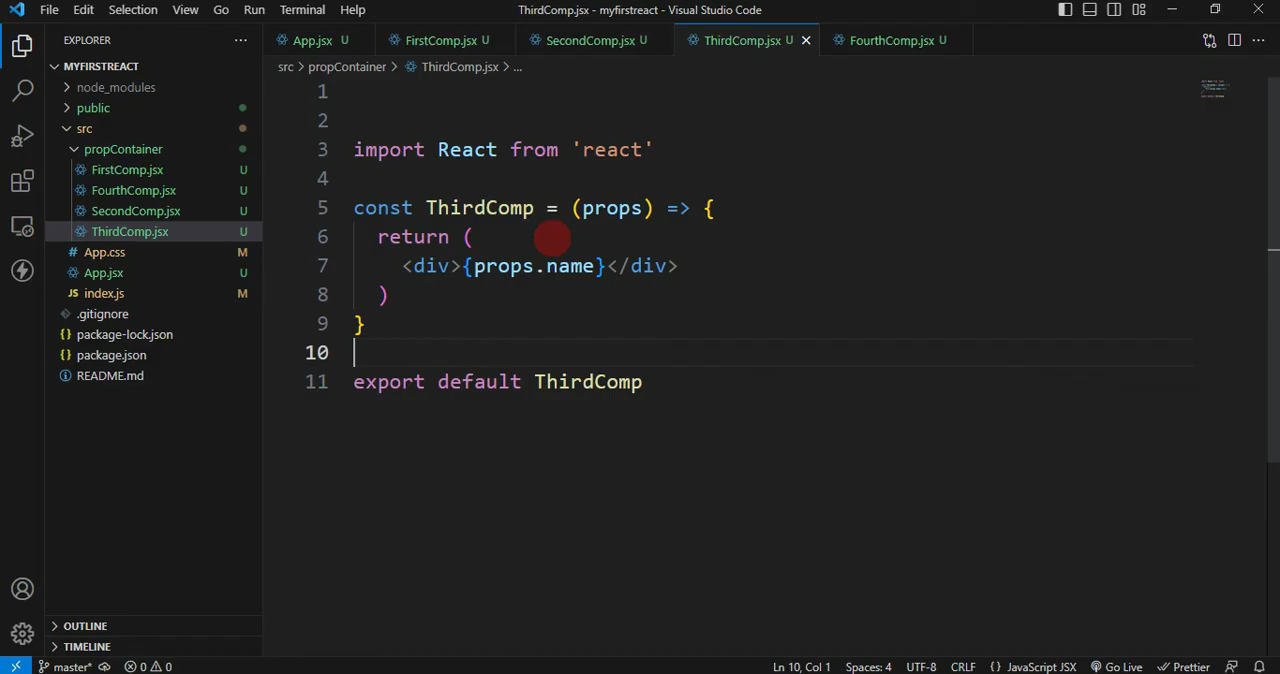 File Edit Selection View Go Run Terminal Help ThirdComp.jsx - myfirstreact - Visual Studio Code
EXPLORER ···
App.jsx U FirstComp.jsx U SecondComp.jsx U ThirdComp.jsx U FourthComp.jsx U
MYFIRSTREACT
src > propContainer > ThirdComp.jsx > ...
node_modules
public
src
propContainer
FirstComp.jsx U
FourthComp.jsx U
SecondComp.jsx U
ThirdComp.jsx U
# App.css M
App.jsx U
JS index.js M
.gitignore
{} package-lock.json
{} package.json
README.md
OUTLINE
TIMELINE
1
2
3 import React from 'react'
4
5 const ThirdComp = (props) => {
6 return (
7 <div>{props.name}</div>
8 )
9 }
10
11 export default ThirdComp
master* 0 0 Ln 10, Col 1 Spaces: 4 UTF-8 CRLF {} JavaScript JSX Go Live Prettier